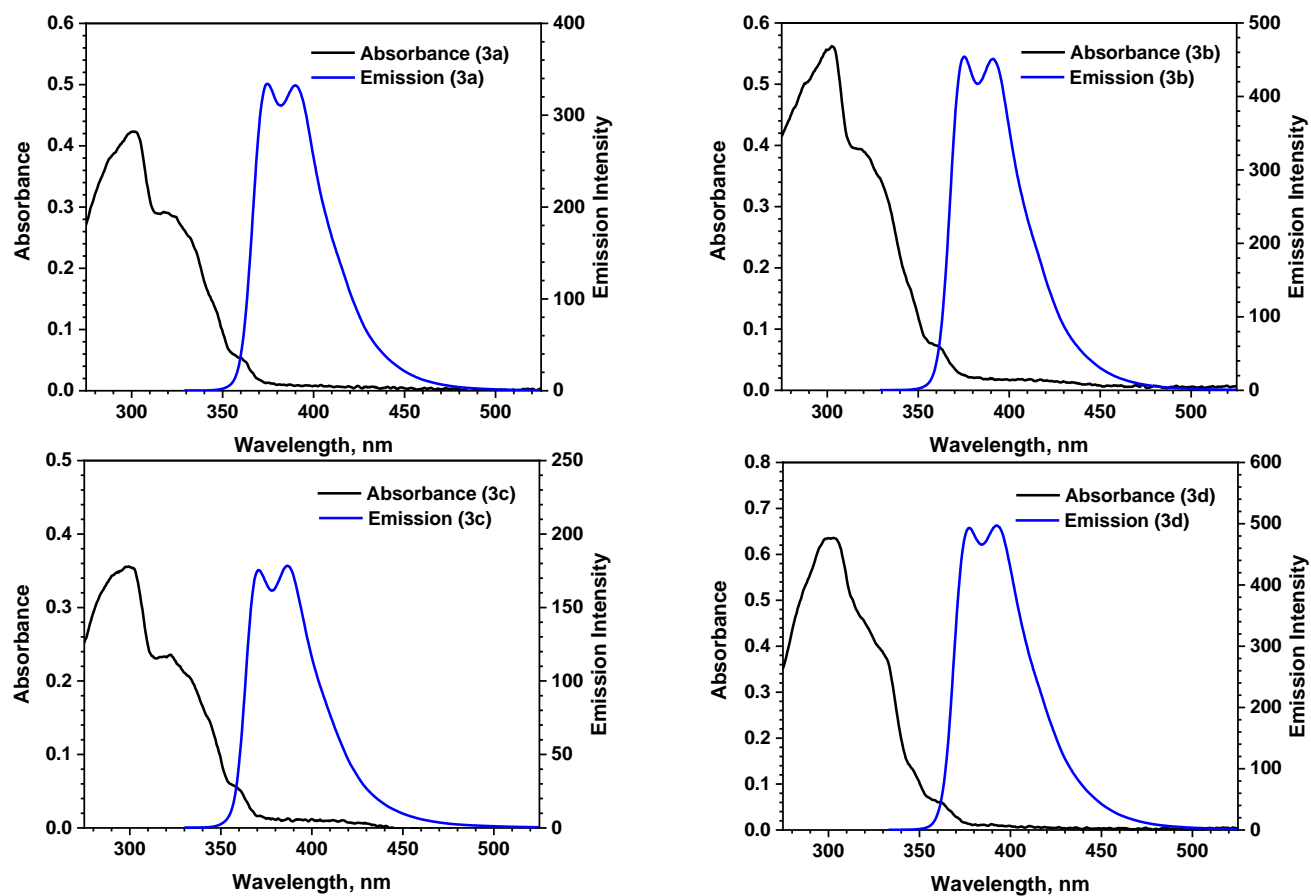 0.6
0.5
0.4
0.3
0.2
0.1
0.0
Absorbance
400
300
200
100
0
Emission Intensity
Absorbance (3a)
Emission (3a)
300 350 400 450 500
Wavelength, nm
0.6
0.5
0.4
0.3
0.2
0.1
0.0
Absorbance
500
400
300
200
100
0
Emission Intensity
Absorbance (3b)
Emission (3b)
300 350 400 450 500
Wavelength, nm
0.5
0.4
0.3
0.2
0.1
0.0
Absorbance
250
200
150
100
50
0
Emission Intensity
Absorbance (3c)
Emission (3c)
300 350 400 450 500
Wavelength, nm
0.8
0.7
0.6
0.5
0.4
0.3
0.2
0.1
0.0
Absorbance
600
500
400
300
200
100
0
Emission Intensity
Absorbance (3d)
Emission (3d)
300 350 400 450 500
Wavelength, nm